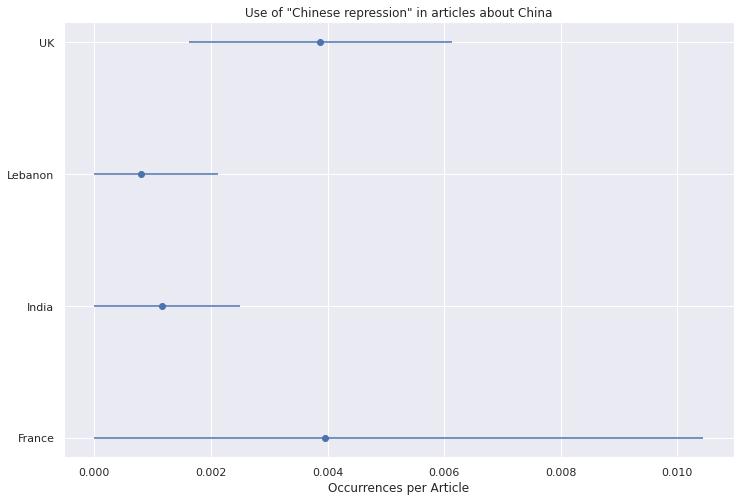 Use of "Chinese repression" in articles about China
UK
Lebanon
India
France
0.000 0.002 0.004 0.006 0.008 0.010
Occurrences per Article